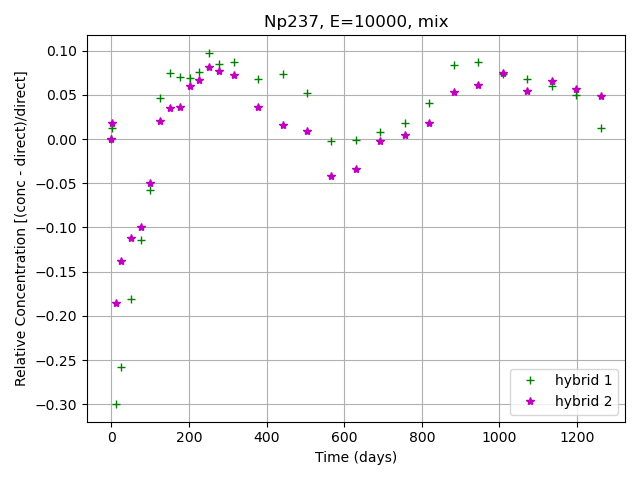 Np237, E=10000, mix
Relative Concentration [(conc - direct)/direct]
0.10
0.05
0.00
−0.05
−0.10
−0.15
−0.20
−0.25
−0.30
hybrid 1
hybrid 2
0 200 400 600 800 1000 1200
Time (days)